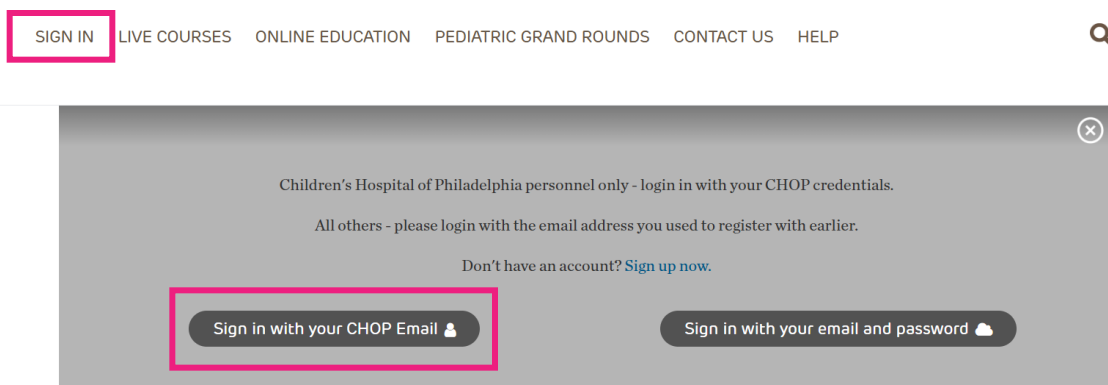 SIGN IN LIVE COURSES ONLINE EDUCATION PEDIATRIC GRAND ROUNDS CONTACT US HELP
Children's Hospital of Philadelphia personnel only - login in with your CHOP credentials.
All others - please login with the email address you used to register with earlier.
Don't have an account? Sign up now.
Sign in with your CHOP Email Sign in with your email and password